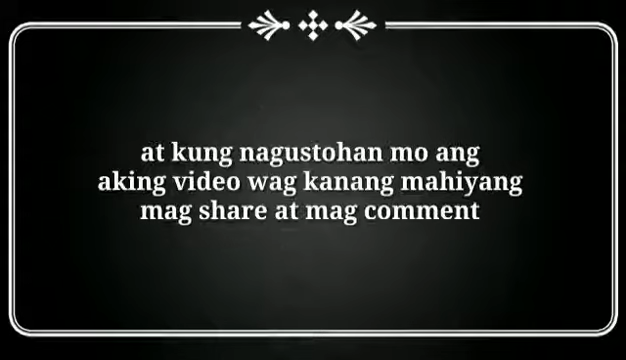 at kung nagustohan mo ang
aking video wag kanang mahiyang
mag share at mag comment